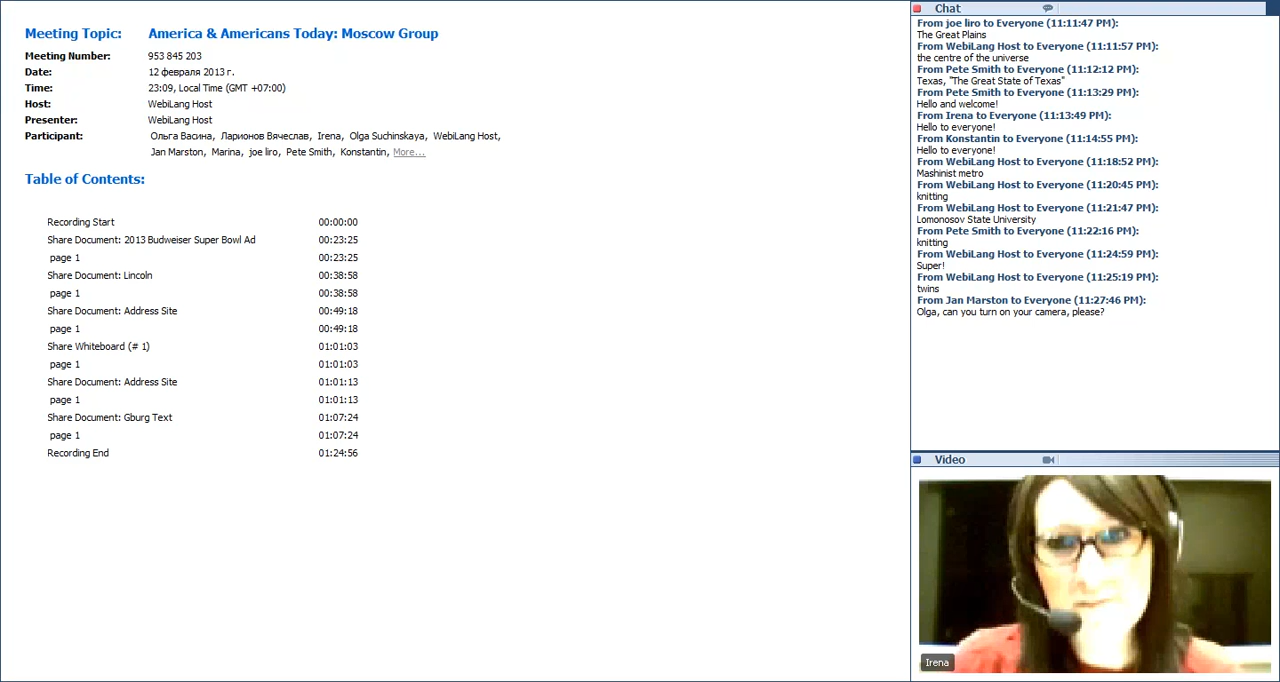 Meeting Topic: America & Americans Today: Moscow Group
Meeting Number: 953 845 203
Date: 12 февраля 2013 г.
Time: 23:09, Local Time (GMT +07:00)
Host: WebiLang Host
Presenter: WebiLang Host
Participant: Ольга Васина, Ларионов Вячеслав, Irena, Olga Suchinskaya, WebiLang Host,
Jan Marston, Marina, joe liro, Pete Smith, Konstantin, More...
Table of Contents:
Recording Start 00:00:00
Share Document: 2013 Budweiser Super Bowl Ad 00:23:25
page 1 00:23:25
Share Document: Lincoln 00:38:58
page 1 00:38:58
Share Document: Address Site 00:49:18
page 1 00:49:18
Share Whiteboard (# 1) 01:01:03
page 1 01:01:03
Share Document: Address Site 01:01:13
page 1 01:01:13
Share Document: Gburg Text 01:07:24
page 1 01:07:24
Recording End 01:24:56
Chat
From joe liro to Everyone (11:11:47 PM):
The Great Plains
From WebiLang Host to Everyone (11:11:57 PM):
the centre of the universe
From Pete Smith to Everyone (11:12:12 PM):
Texas, "The Great State of Texas"
From Pete Smith to Everyone (11:13:29 PM):
Hello and welcome!
From Irena to Everyone (11:13:49 PM):
Hello to everyone!
From Konstantin to Everyone (11:14:55 PM):
Hello to everyone!
From WebiLang Host to Everyone (11:18:52 PM):
Mashinist metro
From WebiLang Host to Everyone (11:20:45 PM):
knitting
From WebiLang Host to Everyone (11:21:47 PM):
Lomonosov State University
From Pete Smith to Everyone (11:22:16 PM):
knitting
From WebiLang Host to Everyone (11:24:59 PM):
Super!
From WebiLang Host to Everyone (11:25:19 PM):
twins
From Jan Marston to Everyone (11:27:46 PM):
Olga, can you turn on your camera, please?
Video
Irena